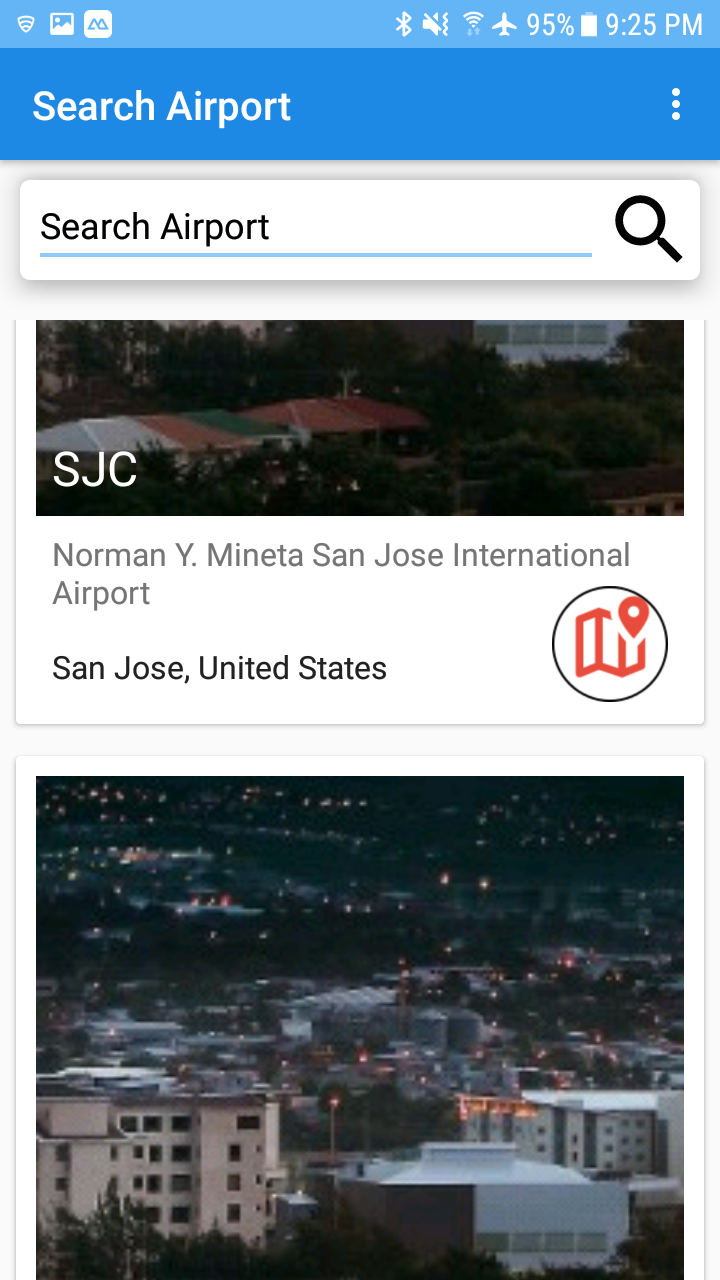 95% 9:25 PM
Search Airport
Search Airport
SJC
Norman Y. Mineta San Jose International
Airport
San Jose, United States